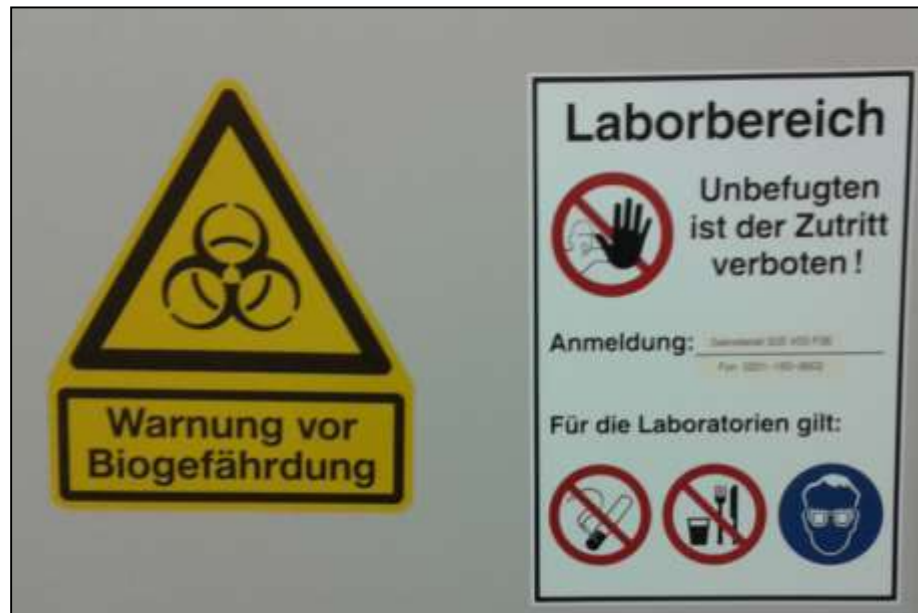 Warnung vor
Biogefährdung
Laborbereich
Unbefugten
ist der Zutritt
verboten !
Anmeldung:
Für die Laboratorien gilt: